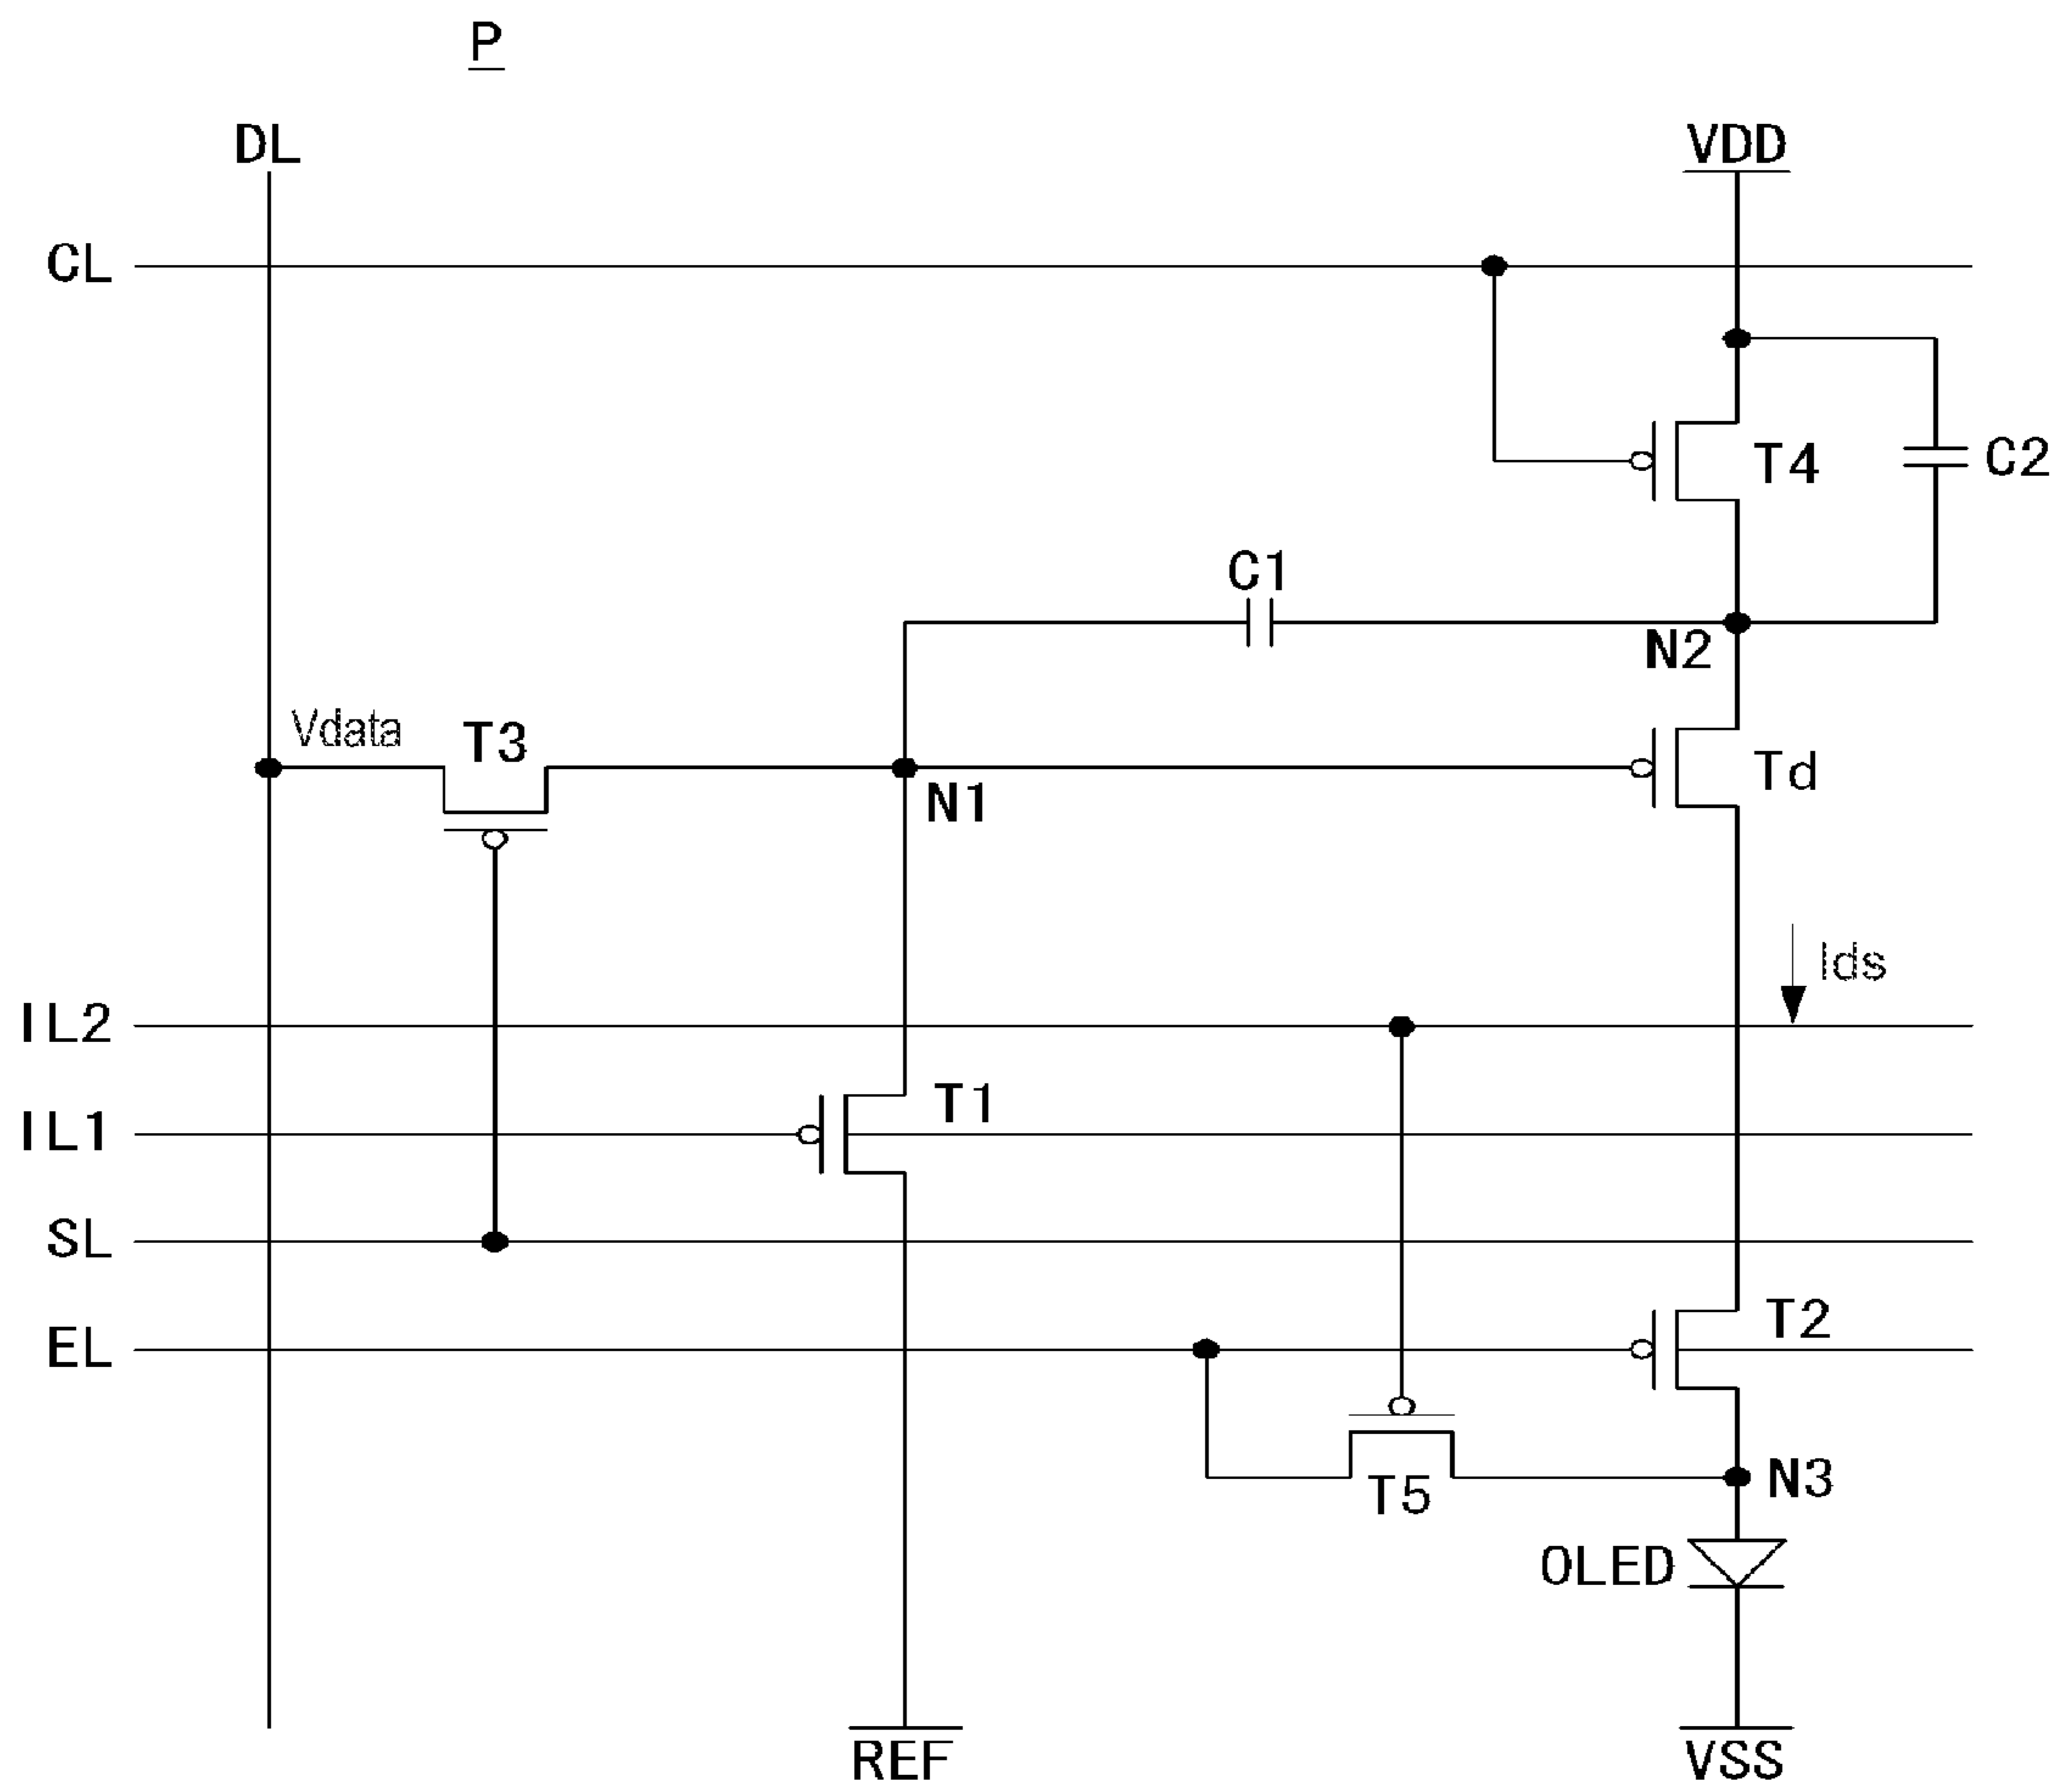 P
DL
VDD
CL
T4
C2
C1
N2
Vdata
T3
Td
N1
Ids
IL2
T1
IL1
SL
T2
EL
N3
T5
OLED
REF
VSS